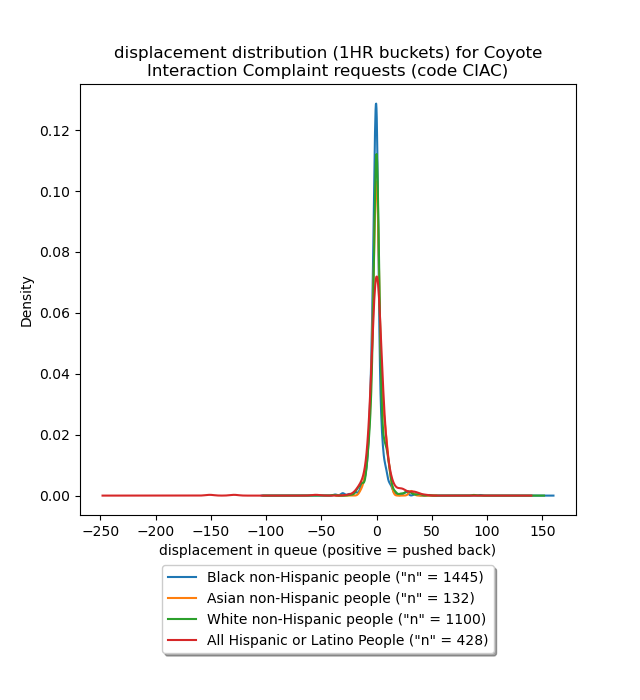 displacement distribution (1HR buckets) for Coyote
Interaction Complaint requests (code CIAC)
Density
0.12
0.10
0.08
0.06
0.04
0.02
0.00
−250 −200 −150 −100 −50 0 50 100 150
displacement in queue (positive = pushed back)
Black non-Hispanic people ("n" = 1445)
Asian non-Hispanic people ("n" = 132)
White non-Hispanic people ("n" = 1100)
All Hispanic or Latino People ("n" = 428)